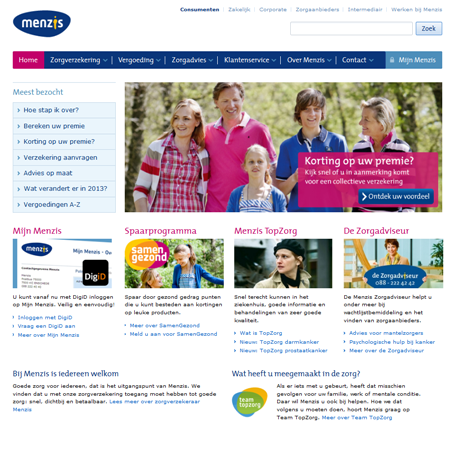 Consumenten | Zakelijk | Corporate | Zorgaanbieders | Intermediair | Werken bij Menzis
menzis
Zoek
Home Zorgverzekering Vergoeding Zorgadvies Klantenservice Over Menzis Contact Mijn Menzis
Meest bezocht
Hoe stap ik over?
Bereken uw premie
Korting op uw premie?
Verzekering aanvragen
Advies op maat
Wat verandert er in 2013?
Vergoedingen A-Z
Korting op uw premie?
Kijk snel of u in aanmerking komt
voor een collectieve verzekering
Ontdek uw voordeel
Mijn Menzis
menzis
Mijn Menzis - Ov
DigiD
U kunt vanaf nu met DigiD inloggen
op Mijn Menzis. Veilig en eenvoudig!
Inloggen met DigiD
Vraag een DigiD aan
Meer over Mijn Menzis
Spaarprogramma
samen
gezond
Spaar door gezond gedrag punten
die u kunt besteden aan kortingen
op leuke producten.
Meer over SamenGezond
Meld u aan voor SamenGezond
Menzis TopZorg
Snel terecht kunnen in het
ziekenhuis, goede informatie en
behandelingen van zeer goede
kwaliteit.
Wat is TopZorg
Nieuw: TopZorg darmkanker
Nieuw: TopZorg prostaatkanker
De Zorgadviseur
de Zorgadviseur
088 - 222 42 42
De Menzis Zorgadviseur helpt u
onder meer bij
wachtlijstbemiddeling en het
vinden van zorgaanbieders.
Advies voor mantelzorgers
Psychologische hulp bij kanker
Meer over de Zorgadviseur
Bij Menzis is iedereen welkom
Goede zorg voor iedereen, dat is het uitgangspunt van Menzis. We
vinden dat u met onze zorgverzekering toegang moet hebben tot goede
zorg: snel, dichtbij en betaalbaar. Lees meer over zorgverzekeraar
Menzis
Wat heeft u meegemaakt in de zorg?
team
topzorg
Als er iets met u gebeurt, heeft dat misschien
gevolgen voor uw familie, werk of mentale conditie.
Daar wil Menzis u ook bij helpen. Hoe we dat
volgens u moeten doen, hoort Menzis graag op
Team TopZorg. Meer over Team TopZorg